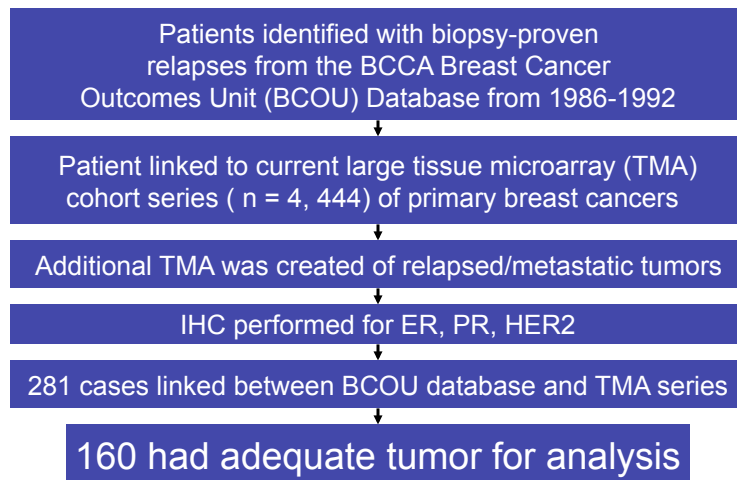 Patients identified with biopsy-proven
relapses from the BCCA Breast Cancer
Outcomes Unit (BCOU) Database from 1986-1992
Patient linked to current large tissue microarray (TMA)
cohort series ( n = 4, 444) of primary breast cancers
Additional TMA was created of relapsed/metastatic tumors
IHC performed for ER, PR, HER2
281 cases linked between BCOU database and TMA series
160 had adequate tumor for analysis